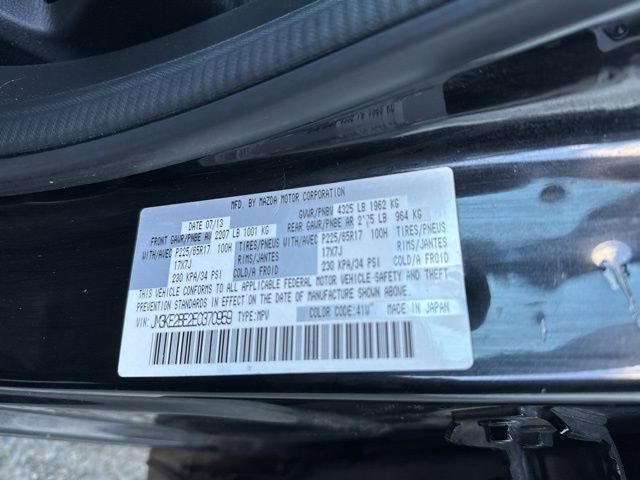 MFD. BY MAZDA MOTOR CORPORATION
DATE 07/13 GVWR/PNBV 4325 LB 1962 KG
FRONT GAWR/PNBE AV 2207 LB 1001 KG REAR GAWR/PNBE AR LB 964 KG
WITH/AVEC P225/65R17 100H TIRES/PNEUS WITH/AVEC P225/65R17 100H TIRES/PNEUS
17X7J RIMS/JANTES 17X7J RIMS/JANTES
230 KPA/34 PSI COLD/A FROID 230 KPA/34 PSI COLD/A FROID
THIS VEHICLE CONFORMS TO ALL APPLICABLE FEDERAL MOTOR VEHICLE SAFETY AND THEFT
PREVENTION STANDARDS IN EFFECT ON THE DATE OF MANUFACTURE SHOWN ABOVE.
VIN: JM3KE2BE2E0370959 TYPE:MPV COLOR CODE:41W MADE IN JAPAN